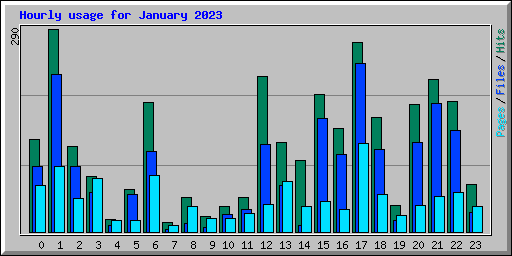 Hourly usage for January 2023
290
Pages/Files/Hits
0 1 2 3 4 5 6 7 8 9 10 11 12 13 14 15 16 17 18 19 20 21 22 23